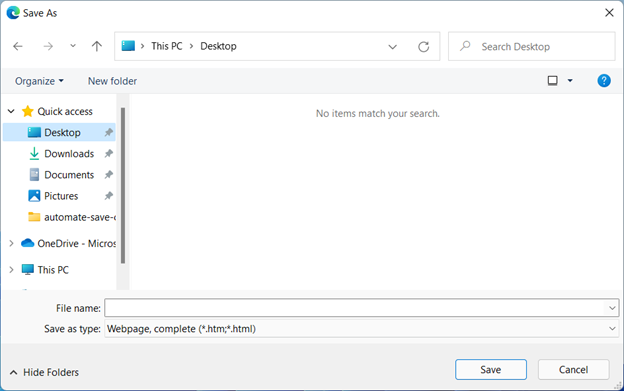 Save As
This PC > Desktop
Search Desktop
Organize
New folder
?
No items match your search.
Quick access
Desktop
Downloads
Documents
Pictures
automate-save-c
OneDrive - Micros
This PC
File name:
Save as type: Webpage, complete (*.htm;*.html)
Hide Folders
Save
Cancel